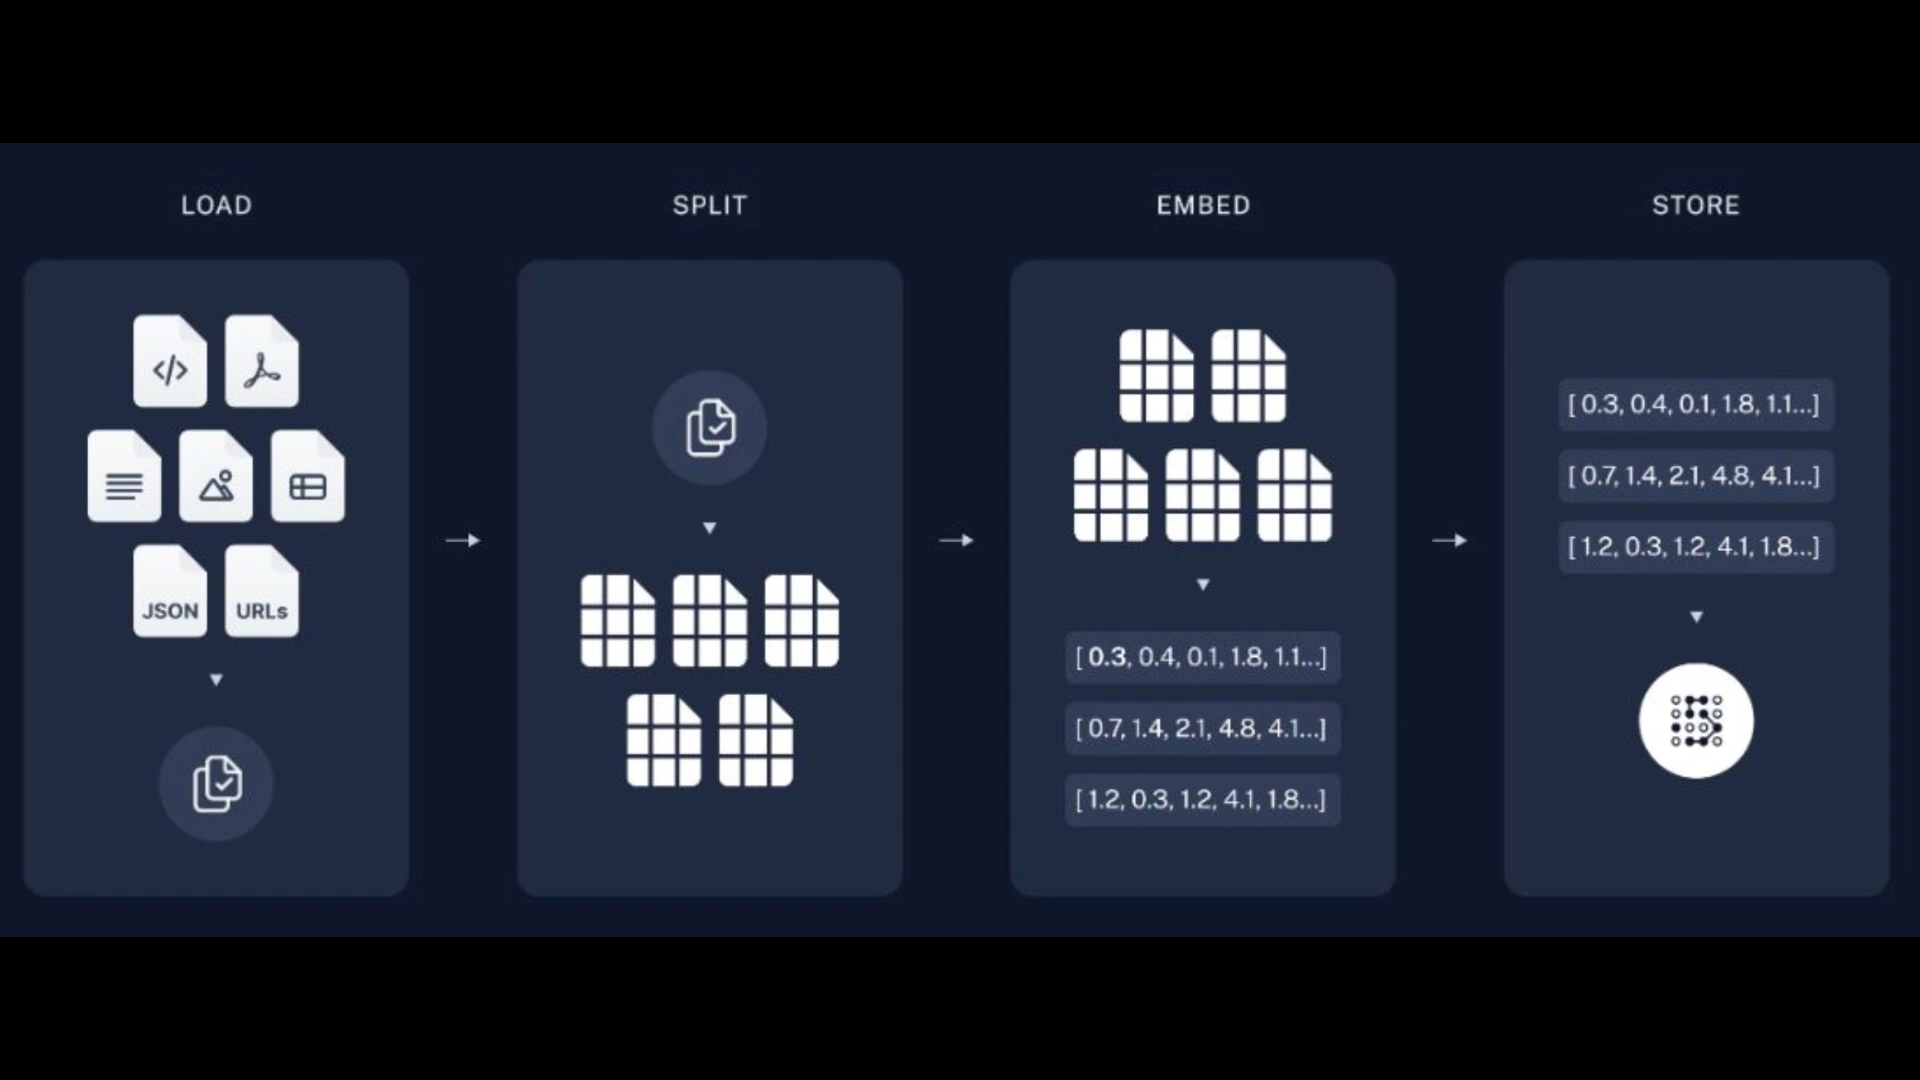 LOAD
</>
JSON
URLs
SPLIT
EMBED
[ 0.3, 0.4, 0.1, 1.8, 1.1...]
[ 0.7, 1.4, 2.1, 4.8, 4.1...]
[ 1.2, 0.3, 1.2, 4.1, 1.8...]
STORE
[ 0.3, 0.4, 0.1, 1.8, 1.1...]
[ 0.7, 1.4, 2.1, 4.8, 4.1...]
[ 1.2, 0.3, 1.2, 4.1, 1.8...]